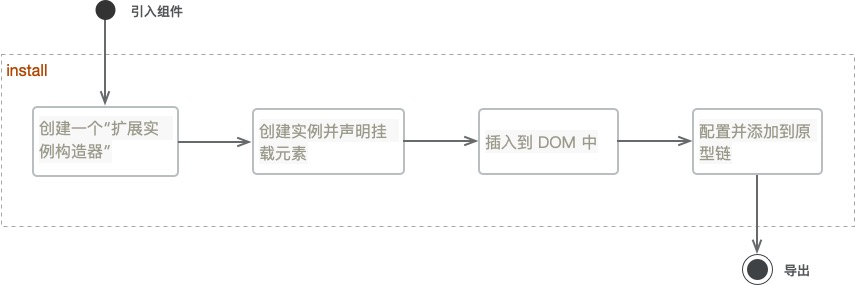 引入组件
install
创建一个“扩展实
例构造器”
创建实例并声明挂
载元素
插入到 DOM 中
配置并添加到原
型链
导出